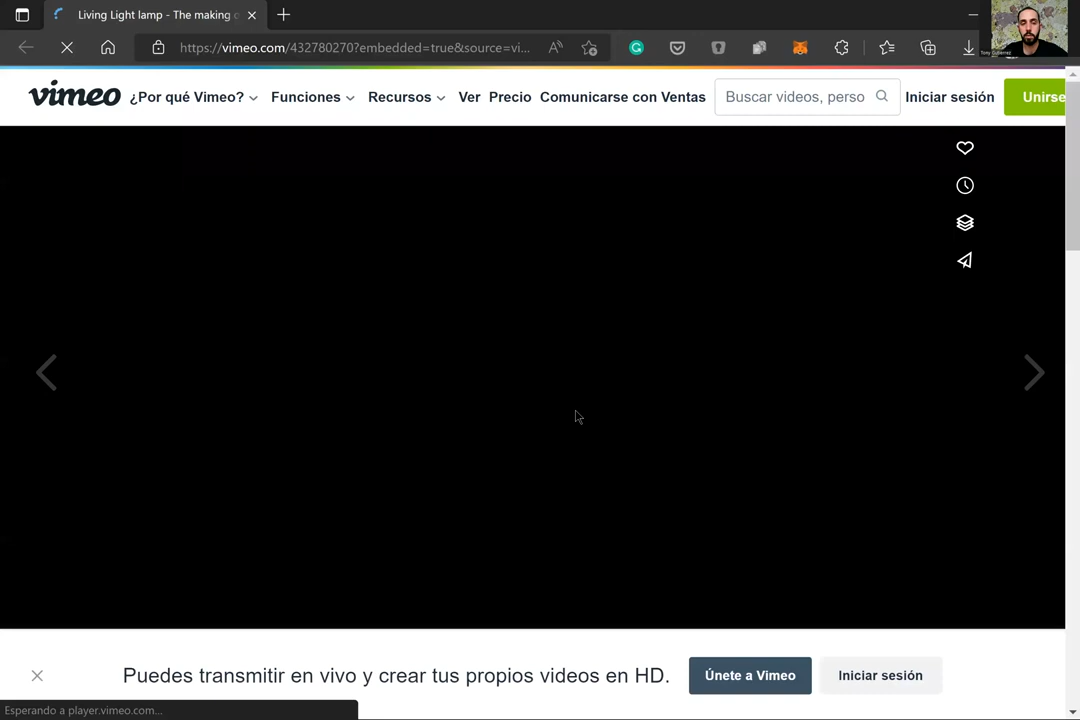 Living Light lamp - The making
https://vimeo.com/432780270?embedded=true&source=vi...
Tony Gutierrez
vimeo
¿Por qué Vimeo?
Funciones
Recursos
Ver
Precio
Comunicarse con Ventas
Buscar videos, perso
Iniciar sesión
Unirse
Puedes transmitir en vivo y crear tus propios videos en HD.
Únete a Vimeo
Iniciar sesión
Esperando a player.vimeo.com...